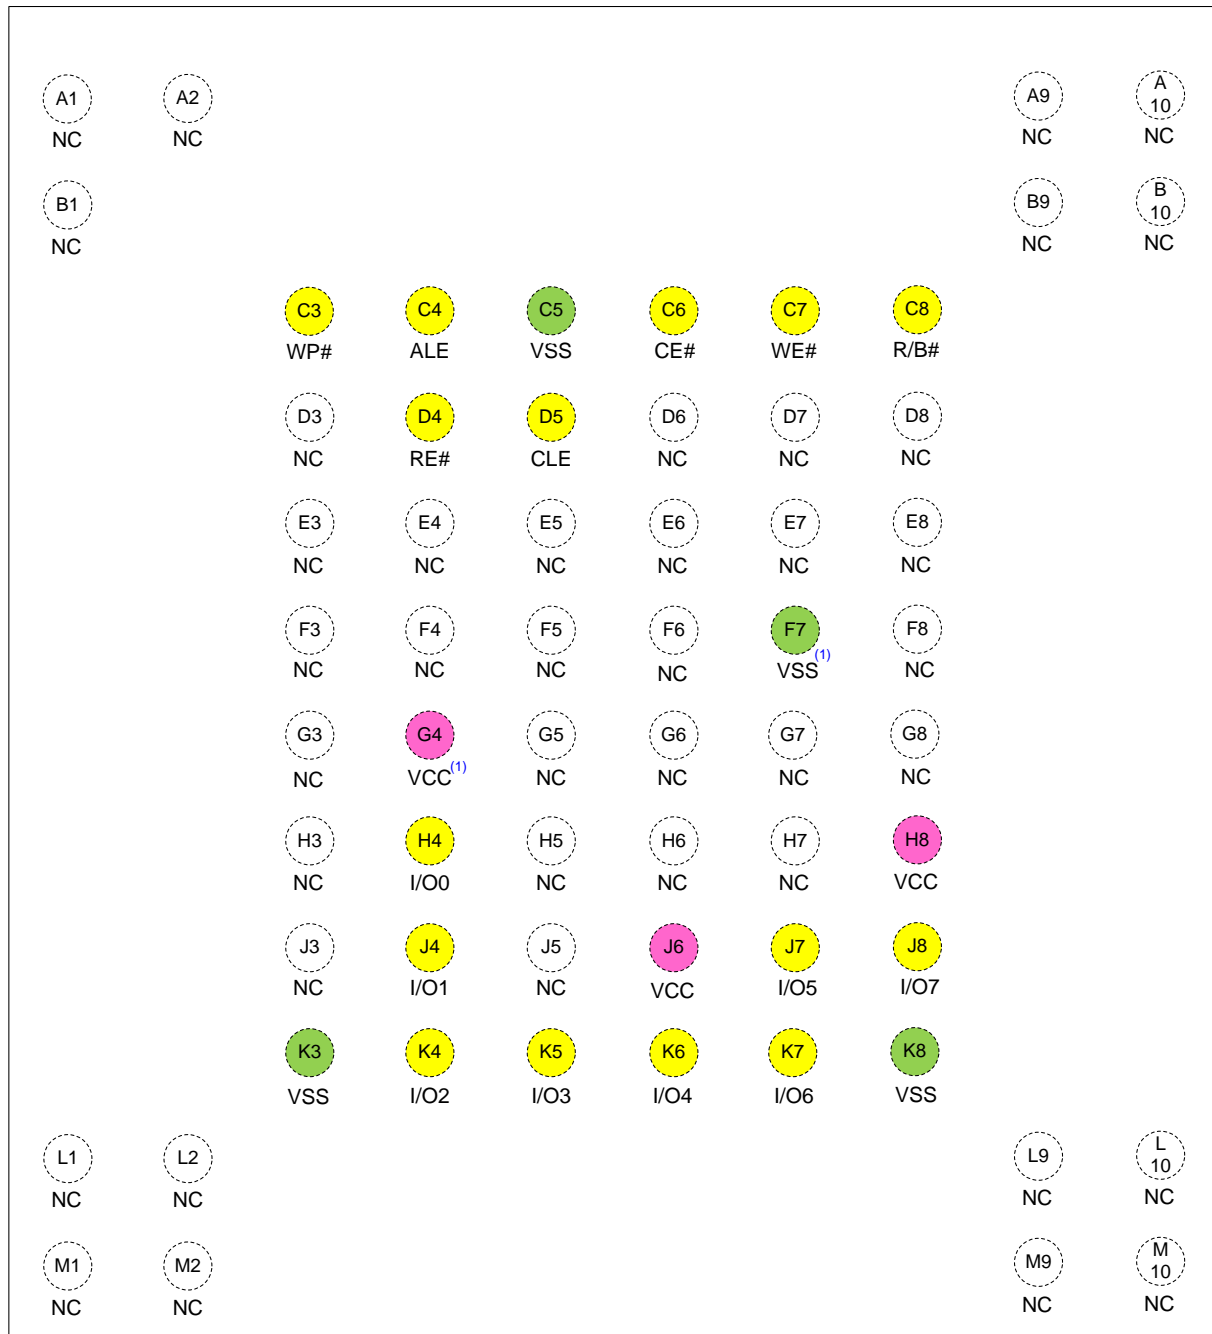 A1 A2 A9 A 10
NC NC NC NC
B1 B9 B 10
NC NC NC
C3 C4 C5 C6 C7 C8
WP# ALE VSS CE# WE# R/B#
D3 D4 D5 D6 D7 D8
NC RE# CLE NC NC NC
E3 E4 E5 E6 E7 E8
NC NC NC NC NC NC
F3 F4 F5 F6 F7 F8
NC NC NC NC VSS(1) NC
G3 G4 G5 G6 G7 G8
NC VCC(1) NC NC NC NC
H3 H4 H5 H6 H7 H8
NC I/O0 NC NC NC VCC
J3 J4 J5 J6 J7 J8
NC I/O1 NC VCC I/O5 I/O7
K3 K4 K5 K6 K7 K8
VSS I/O2 I/O3 I/O4 I/O6 VSS
L1 L2 L9 L 10
NC NC NC NC
M1 M2 M9 M 10
NC NC NC NC